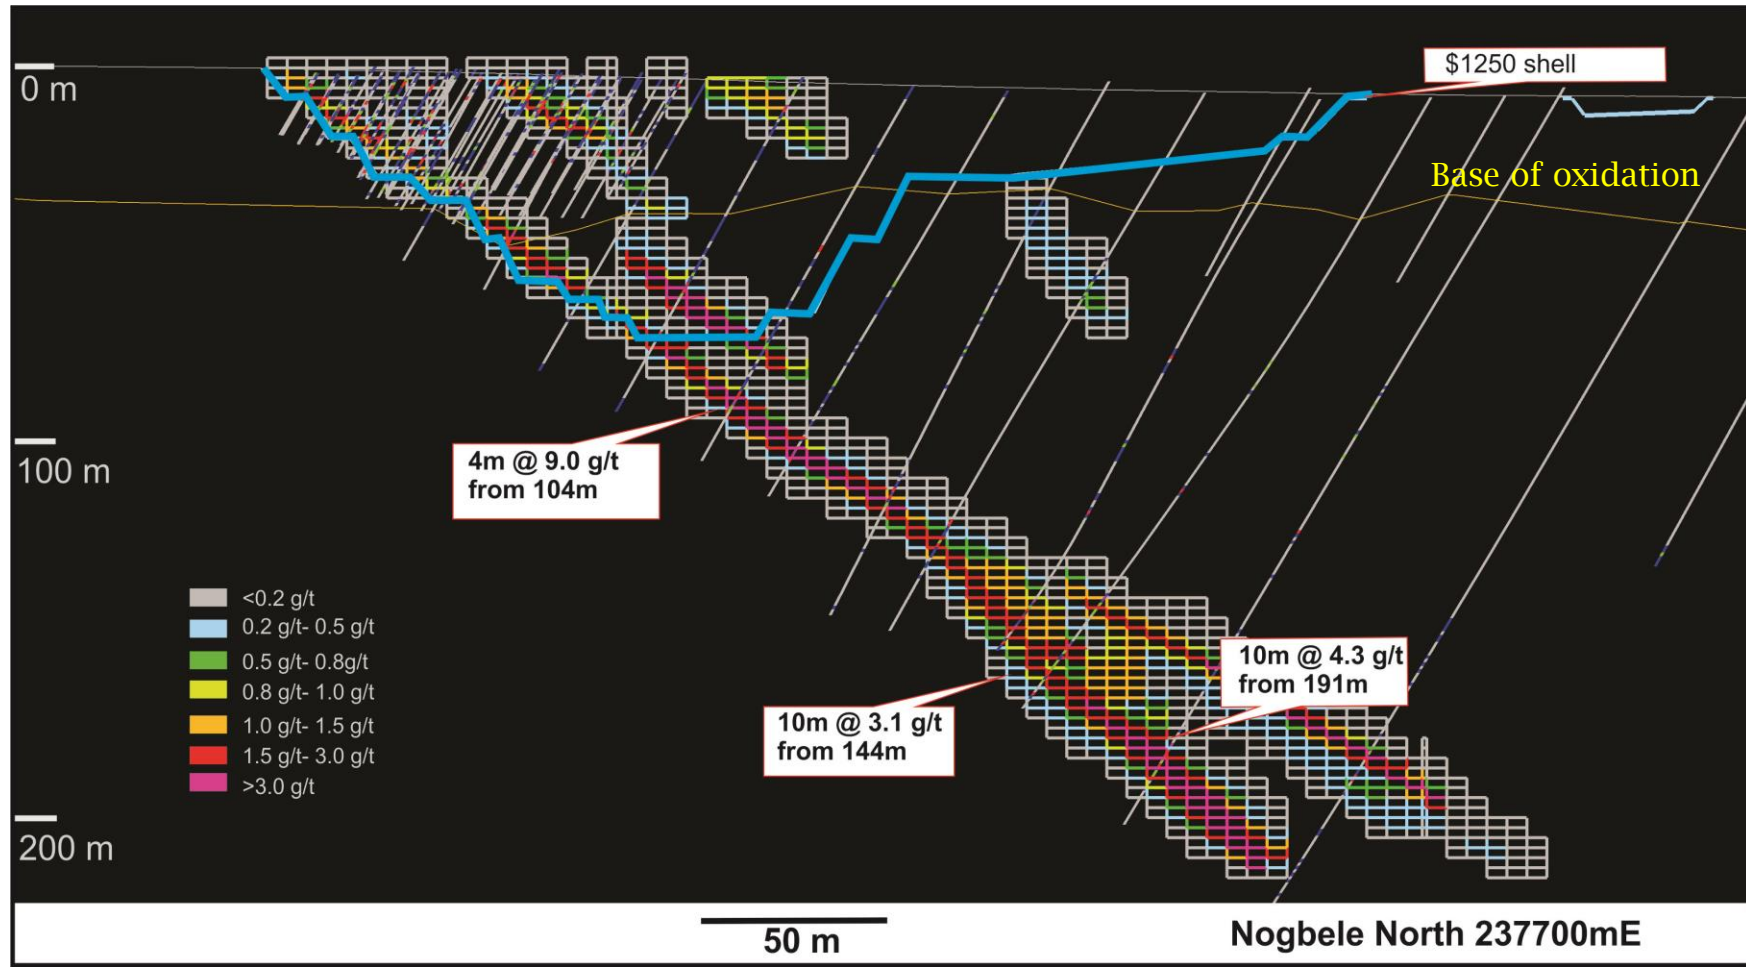 0 m
$1250 shell
Base of oxidation
4m @ 9.0 g/t
from 104m
100 m
<0.2 g/t
0.2 g/t- 0.5 g/t
0.5 g/t- 0.8g/t
0.8 g/t- 1.0 g/t
1.0 g/t- 1.5 g/t
1.5 g/t- 3.0 g/t
>3.0 g/t
10m @ 4.3 g/t
from 191m
10m @ 3.1 g/t
from 144m
200 m
50 m
Nogbele North 237700mE